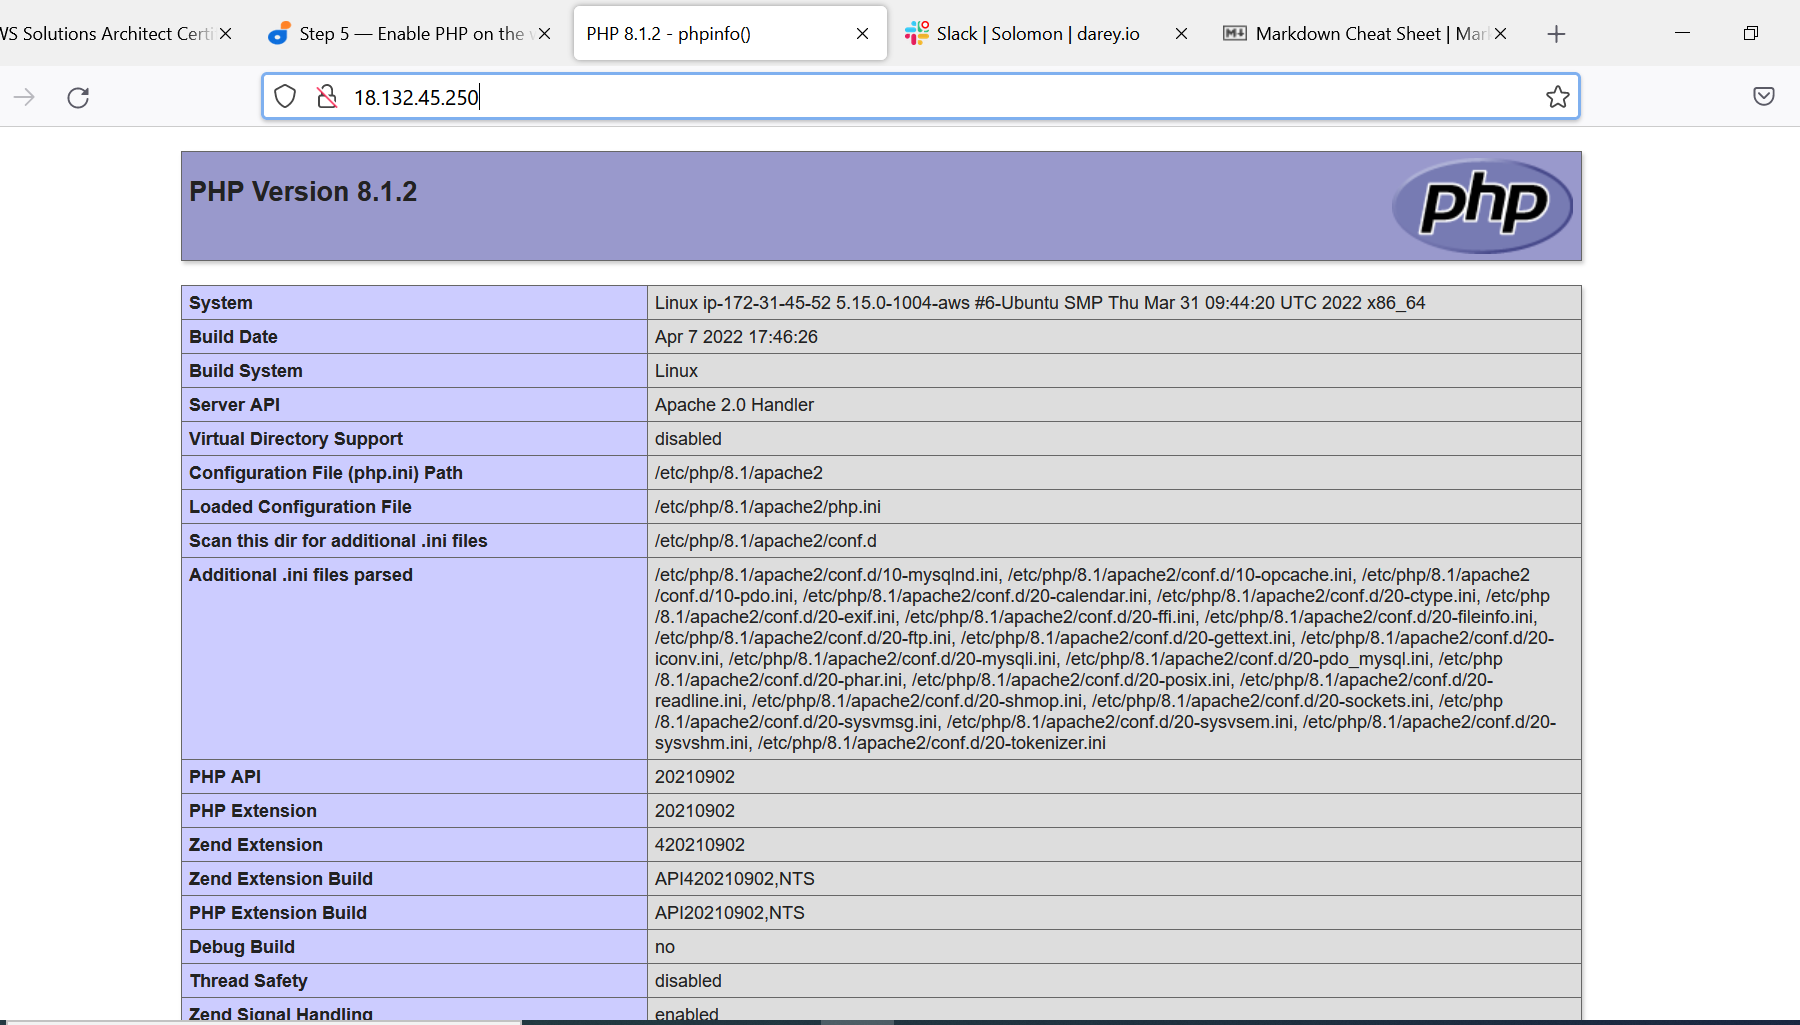 WS Solutions Architect Certi
Step 5 — Enable PHP on the w
PHP 8.1.2 - phpinfo()
Slack | Solomon | darey.io
M↓
Markdown Cheat Sheet | Mar
18.132.45.250
PHP Version 8.1.2
php
System Linux ip-172-31-45-52 5.15.0-1004-aws #6-Ubuntu SMP Thu Mar 31 09:44:20 UTC 2022 x86_64
Build Date Apr 7 2022 17:46:26
Build System Linux
Server API Apache 2.0 Handler
Virtual Directory Support disabled
Configuration File (php.ini) Path /etc/php/8.1/apache2
Loaded Configuration File /etc/php/8.1/apache2/php.ini
Scan this dir for additional .ini files /etc/php/8.1/apache2/conf.d
Additional .ini files parsed /etc/php/8.1/apache2/conf.d/10-mysqlnd.ini, /etc/php/8.1/apache2/conf.d/10-opcache.ini, /etc/php/8.1/apache2
/conf.d/10-pdo.ini, /etc/php/8.1/apache2/conf.d/20-calendar.ini, /etc/php/8.1/apache2/conf.d/20-ctype.ini, /etc/php
/8.1/apache2/conf.d/20-exif.ini, /etc/php/8.1/apache2/conf.d/20-ffi.ini, /etc/php/8.1/apache2/conf.d/20-fileinfo.ini,
/etc/php/8.1/apache2/conf.d/20-ftp.ini, /etc/php/8.1/apache2/conf.d/20-gettext.ini, /etc/php/8.1/apache2/conf.d/20-
iconv.ini, /etc/php/8.1/apache2/conf.d/20-mysqli.ini, /etc/php/8.1/apache2/conf.d/20-pdo_mysql.ini, /etc/php
/8.1/apache2/conf.d/20-phar.ini, /etc/php/8.1/apache2/conf.d/20-posix.ini, /etc/php/8.1/apache2/conf.d/20-
readline.ini, /etc/php/8.1/apache2/conf.d/20-shmop.ini, /etc/php/8.1/apache2/conf.d/20-sockets.ini, /etc/php
/8.1/apache2/conf.d/20-sysvmsg.ini, /etc/php/8.1/apache2/conf.d/20-sysvsem.ini, /etc/php/8.1/apache2/conf.d/20-
sysvshm.ini, /etc/php/8.1/apache2/conf.d/20-tokenizer.ini
PHP API 20210902
PHP Extension 20210902
Zend Extension 420210902
Zend Extension Build API420210902,NTS
PHP Extension Build API20210902,NTS
Debug Build no
Thread Safety disabled
Zend Signal Handling enabled